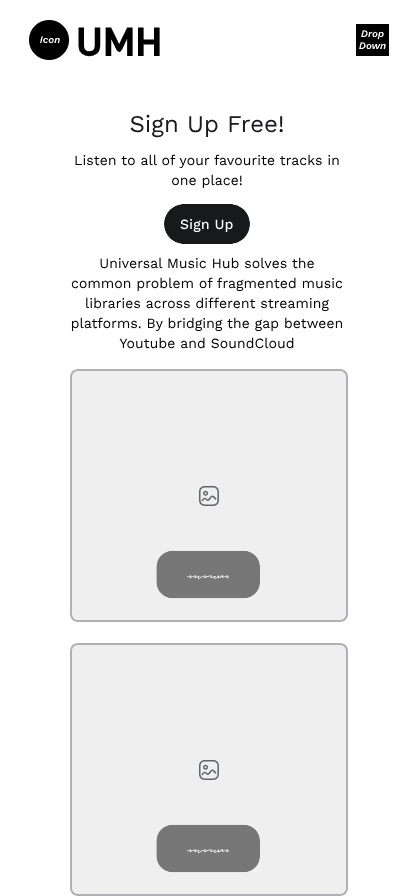 Icon
UMH
Drop
Down
Sign Up Free!
Listen to all of your favourite tracks in
one place!
Sign Up
Universal Music Hub solves the
common problem of fragmented music
libraries across different streaming
platforms. By bridging the gap between
Youtube and SoundCloud